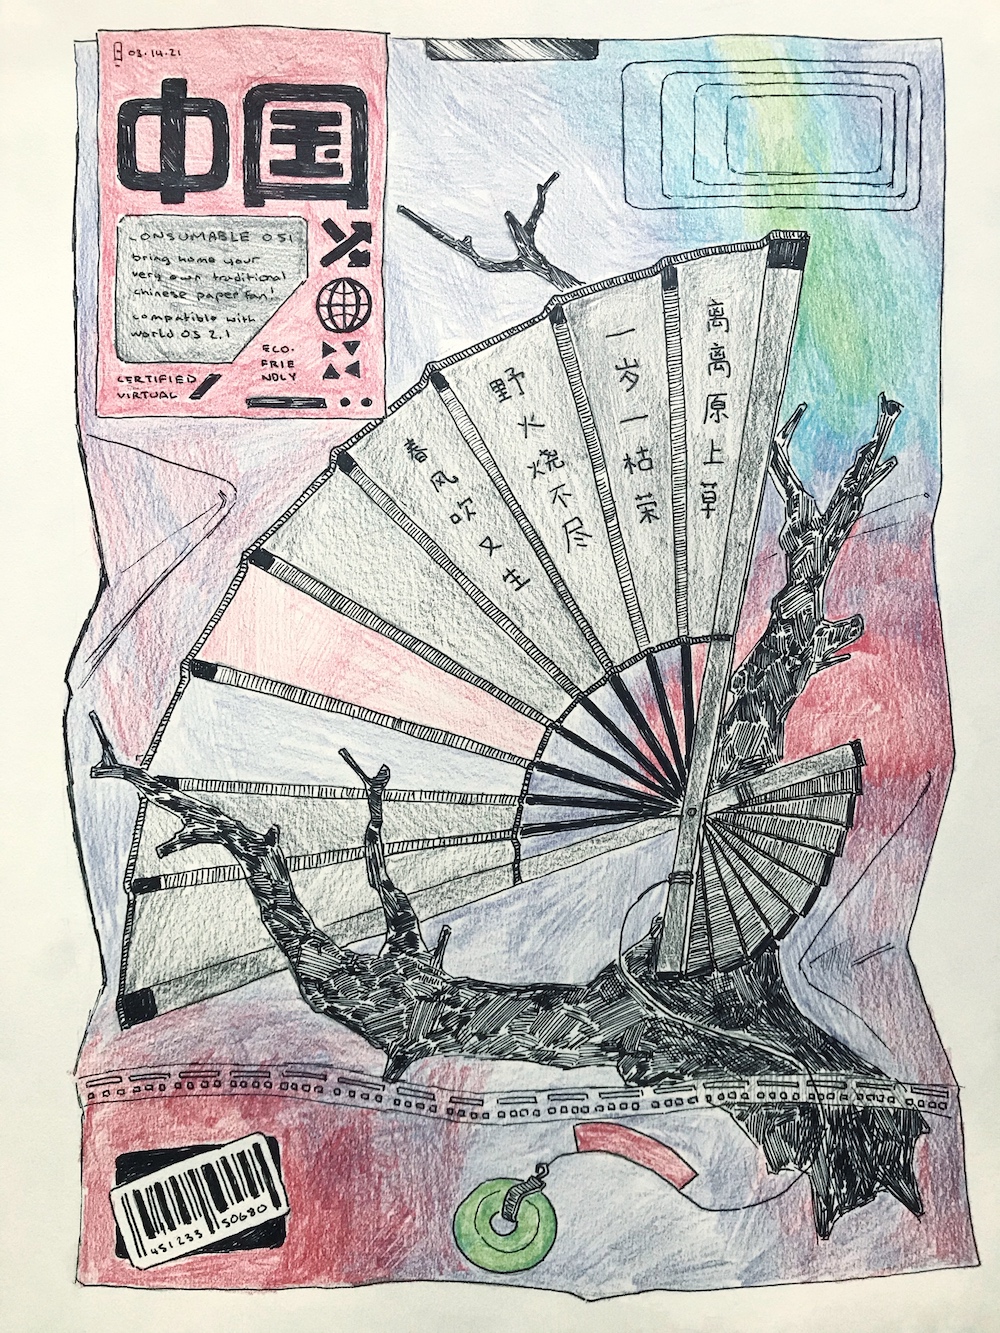 03.14.21
中国
CONSUMABLE 051
bring home your
very own traditional
chinese paper fan!
compatible with
world OS 2.1
ECO-
FRIE
NDLY
CERTIFIED
VIRTUAL
离离原上草
一岁一枯荣
野火烧不尽
春风吹又生
451233 50680